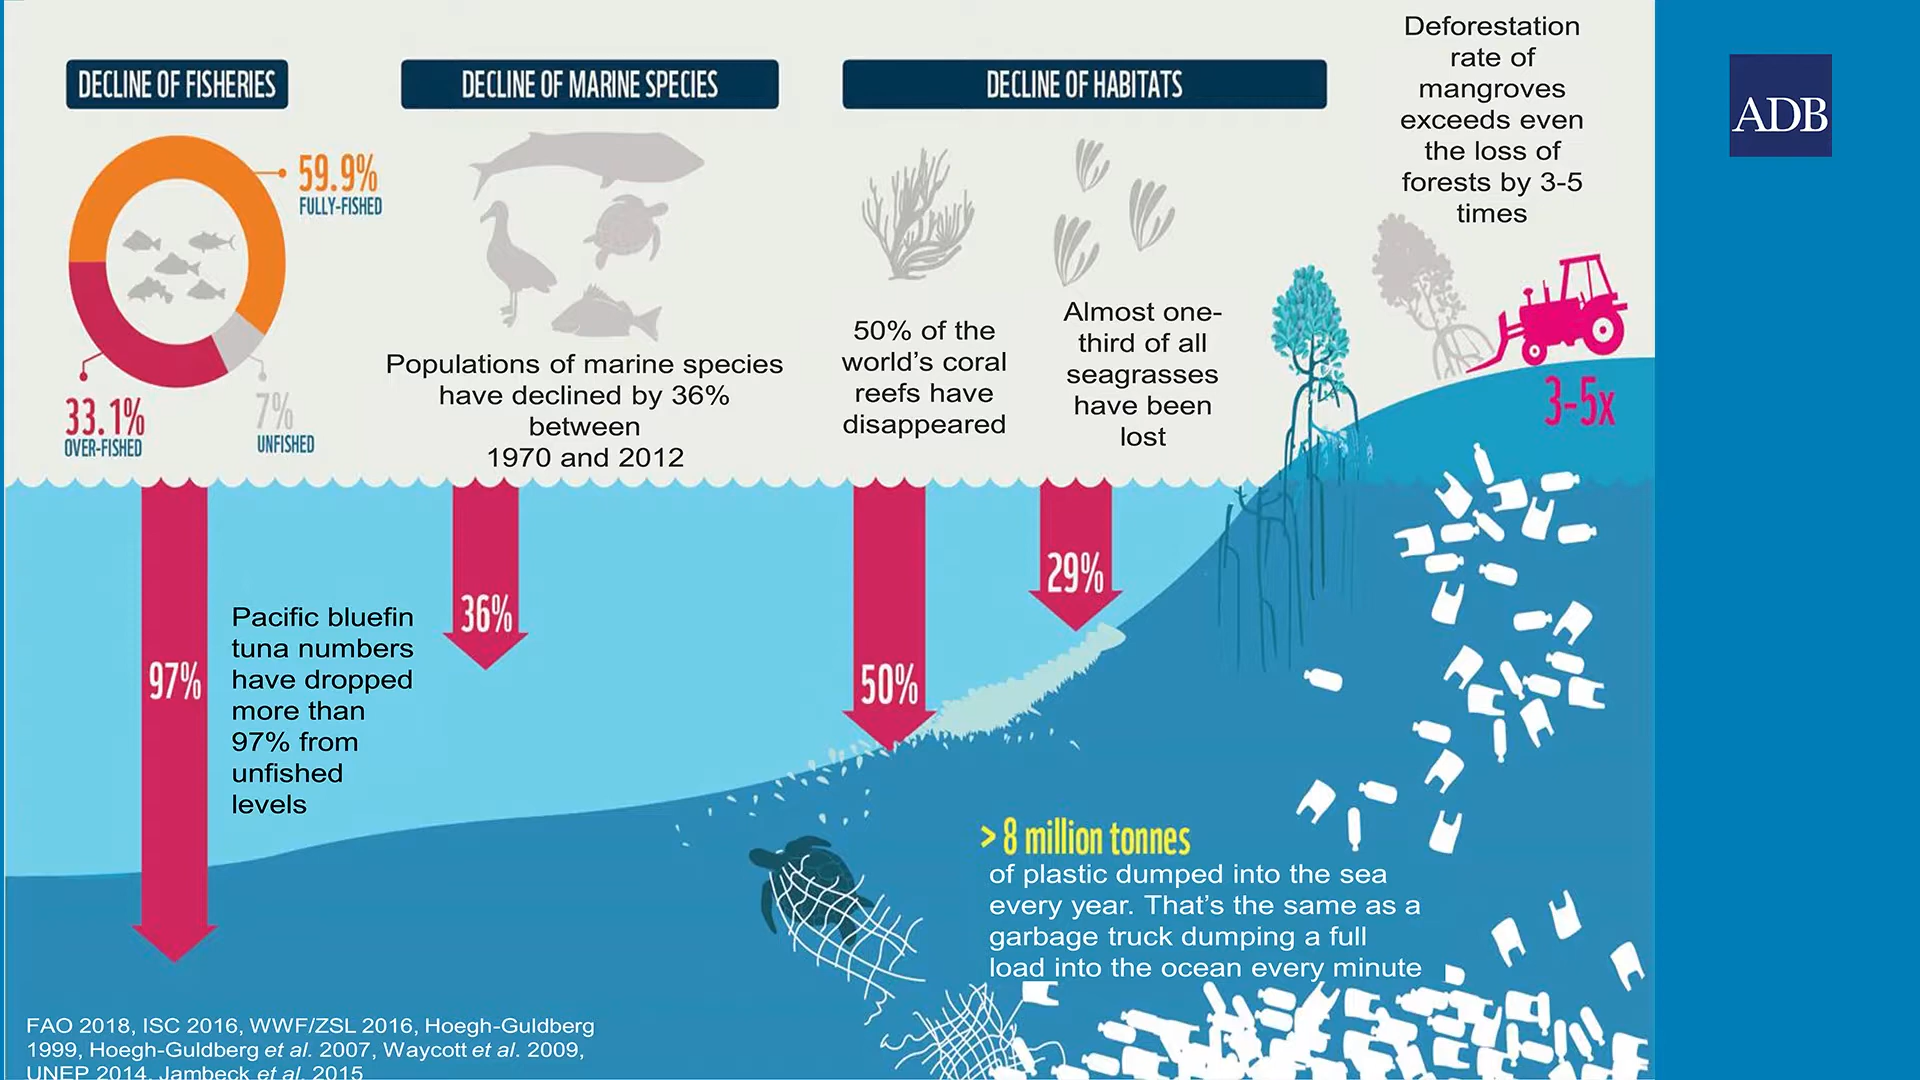 DECLINE OF FISHERIES
59.9%
FULLY-FISHED
33.1%
OVER-FISHED
7%
UNFISHED
97%
Pacific bluefin
tuna numbers
have dropped
more than
97% from
unfished
levels
DECLINE OF MARINE SPECIES
Populations of marine species
have declined by 36%
between
1970 and 2012
36%
DECLINE OF HABITATS
50% of the
world’s coral
reefs have
disappeared
50%
Almost one-
third of all
seagrasses
have been
lost
29%
Deforestation
rate of
mangroves
exceeds even
the loss of
forests by 3-5
times
3-5x
ADB
> 8 million tonnes
of plastic dumped into the sea
every year. That’s the same as a
garbage truck dumping a full
load into the ocean every minute
FAO 2018, ISC 2016, WWF/ZSL 2016, Hoegh-Guldberg
1999, Hoegh-Guldberg et al. 2007, Waycott et al. 2009,
UNEP 2014, Jambeck et al. 2015